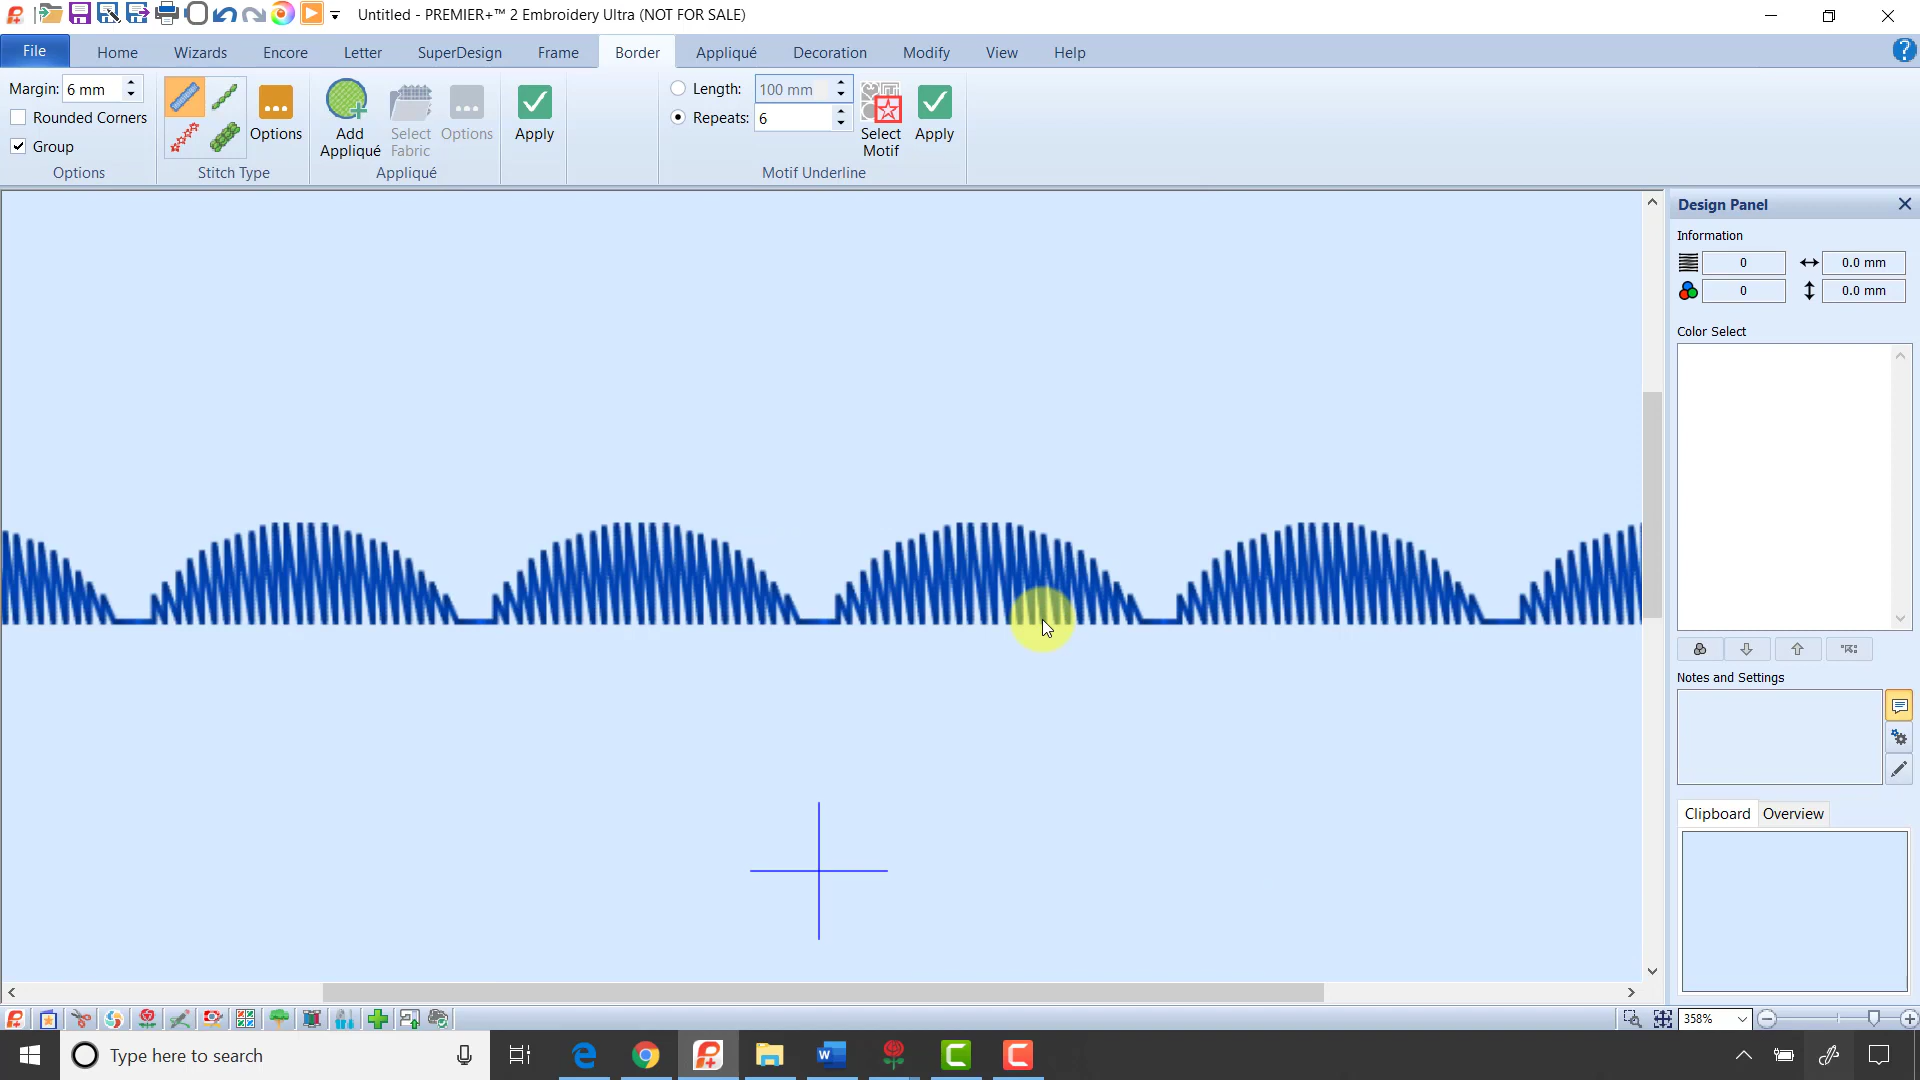 Untitled - PREMIER+™ 2 Embroidery Ultra (NOT FOR SALE)
File Home Wizards Encore Letter SuperDesign Frame Border Appliqué Decoration Modify View Help
Margin: 6 mm
Rounded Corners
Group
Options
Options
Stitch Type
Add Appliqué
Select Fabric
Options
Appliqué
Apply
Length: 100 mm
Repeats: 6
Select Motif
Apply
Motif Underline
Design Panel
Information
0 0.0 mm
0 0.0 mm
Color Select
Notes and Settings
Clipboard Overview
358%
Type here to search